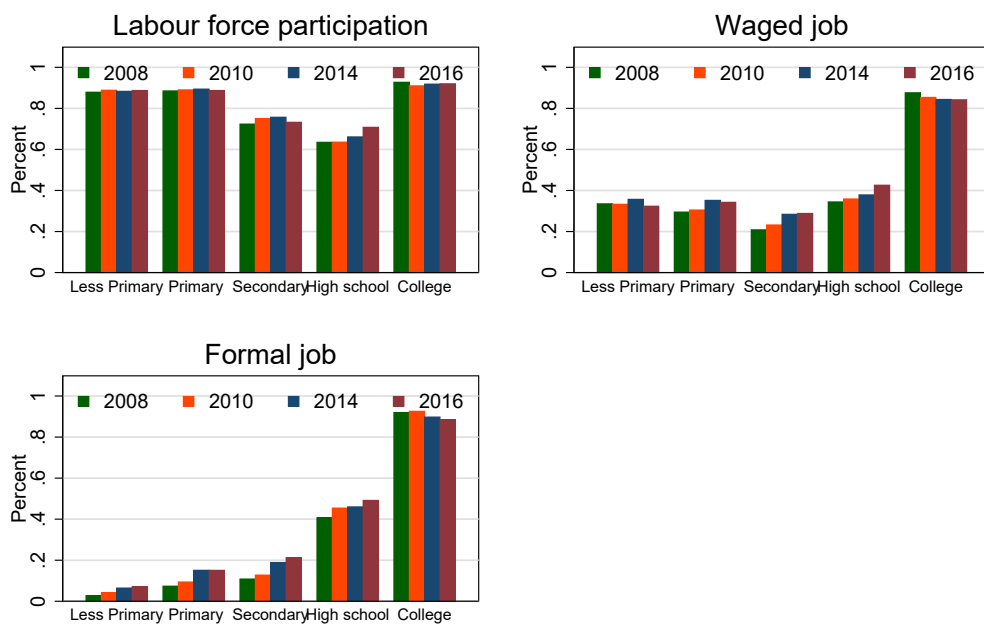 Labour force participation
Percent
0 .2 .4 .6 .8 1
2008 2010 2014 2016
Less Primary Primary Secondary High school College
Waged job
Percent
0 .2 .4 .6 .8 1
2008 2010 2014 2016
Less Primary Primary Secondary High school College
Formal job
Percent
0 .2 .4 .6 .8 1
2008 2010 2014 2016
Less Primary Primary Secondary High school College